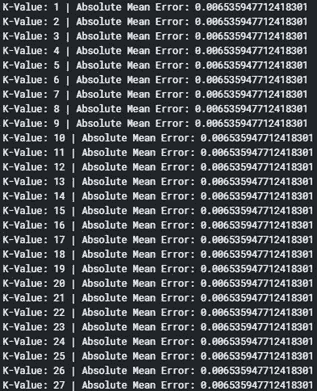 K-Value: 1 | Absolute Mean Error: 0.006535947712418301
K-Value: 2 | Absolute Mean Error: 0.006535947712418301
K-Value: 3 | Absolute Mean Error: 0.006535947712418301
K-Value: 4 | Absolute Mean Error: 0.006535947712418301
K-Value: 5 | Absolute Mean Error: 0.006535947712418301
K-Value: 6 | Absolute Mean Error: 0.006535947712418301
K-Value: 7 | Absolute Mean Error: 0.006535947712418301
K-Value: 8 | Absolute Mean Error: 0.006535947712418301
K-Value: 9 | Absolute Mean Error: 0.006535947712418301
K-Value: 10 | Absolute Mean Error: 0.006535947712418301
K-Value: 11 | Absolute Mean Error: 0.006535947712418301
K-Value: 12 | Absolute Mean Error: 0.006535947712418301
K-Value: 13 | Absolute Mean Error: 0.006535947712418301
K-Value: 14 | Absolute Mean Error: 0.006535947712418301
K-Value: 15 | Absolute Mean Error: 0.006535947712418301
K-Value: 16 | Absolute Mean Error: 0.006535947712418301
K-Value: 17 | Absolute Mean Error: 0.006535947712418301
K-Value: 18 | Absolute Mean Error: 0.006535947712418301
K-Value: 19 | Absolute Mean Error: 0.006535947712418301
K-Value: 20 | Absolute Mean Error: 0.006535947712418301
K-Value: 21 | Absolute Mean Error: 0.006535947712418301
K-Value: 22 | Absolute Mean Error: 0.006535947712418301
K-Value: 23 | Absolute Mean Error: 0.006535947712418301
K-Value: 24 | Absolute Mean Error: 0.006535947712418301
K-Value: 25 | Absolute Mean Error: 0.006535947712418301
K-Value: 26 | Absolute Mean Error: 0.006535947712418301
K-Value: 27 | Absolute Mean Error: 0.006535947712418301